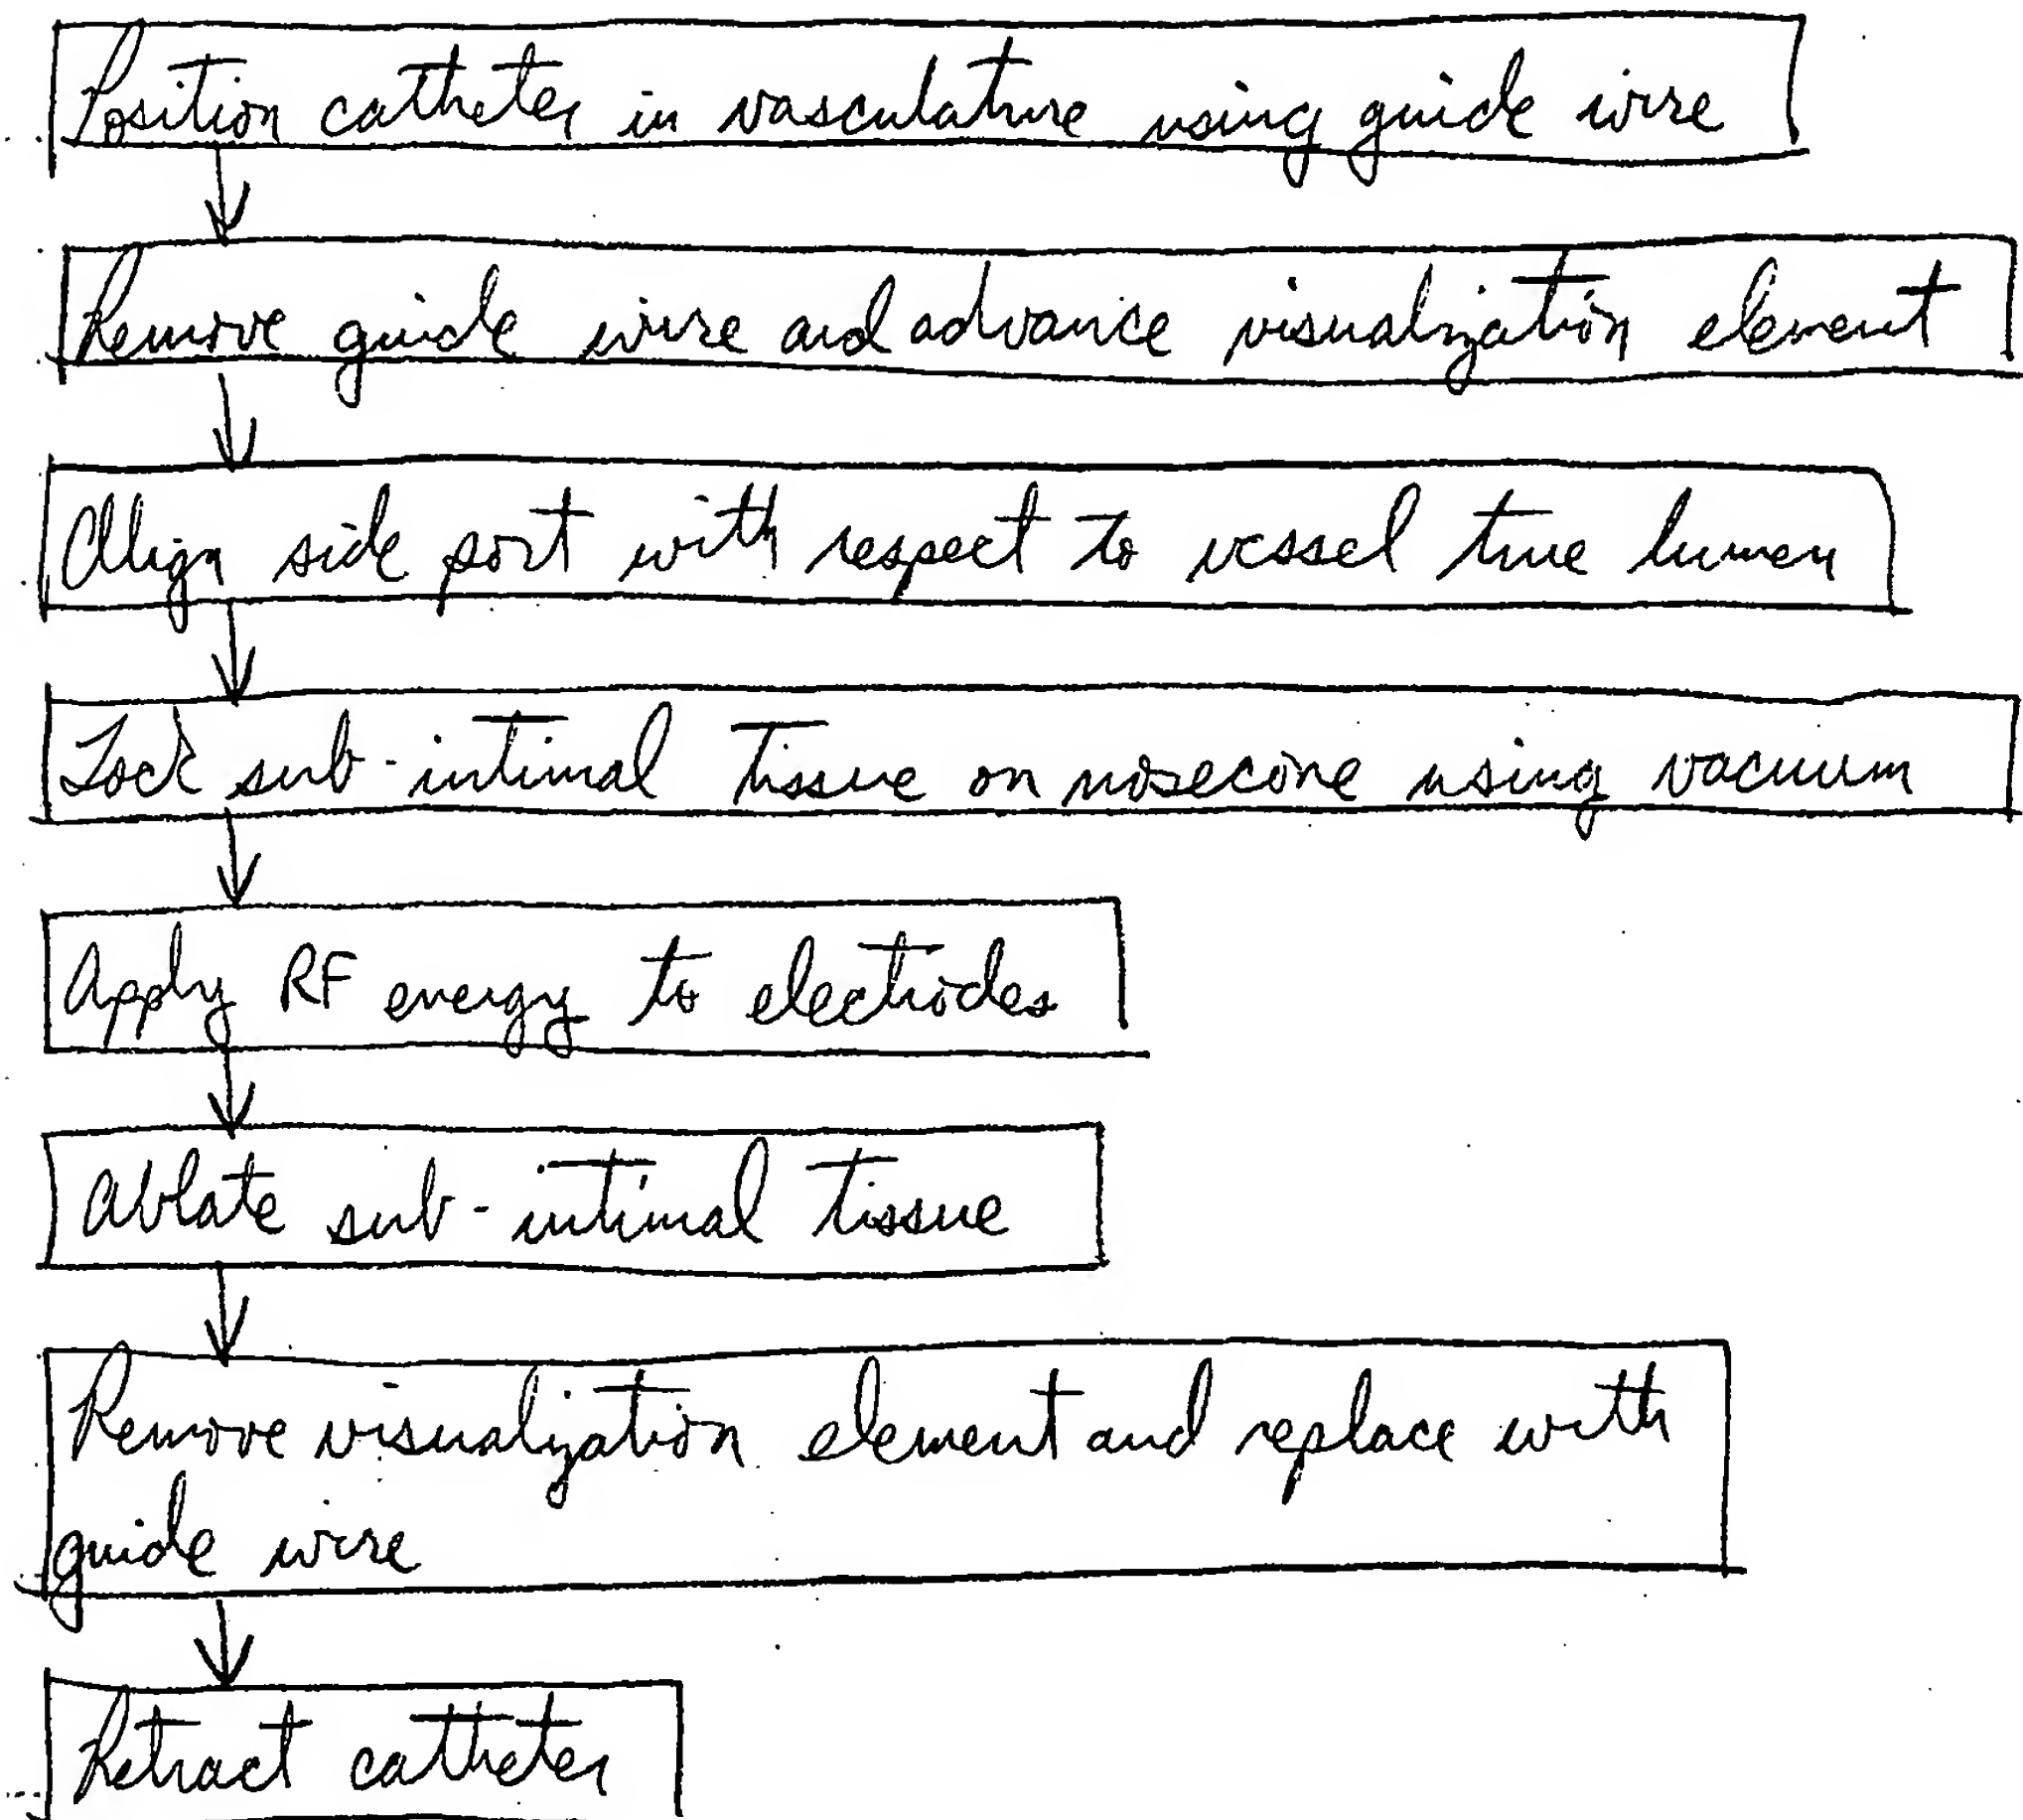 Position catheter in vasculature using guide wire
Remove guide wire and advance visualization element
Align side port with respect to vessel true lumen
Lock sub-intimal tissue on nosecone using vacuum
Apply RF energy to electrodes
Ablate sub-intimal tissue
Remove visualization element and replace with
guide wire
Retract catheter